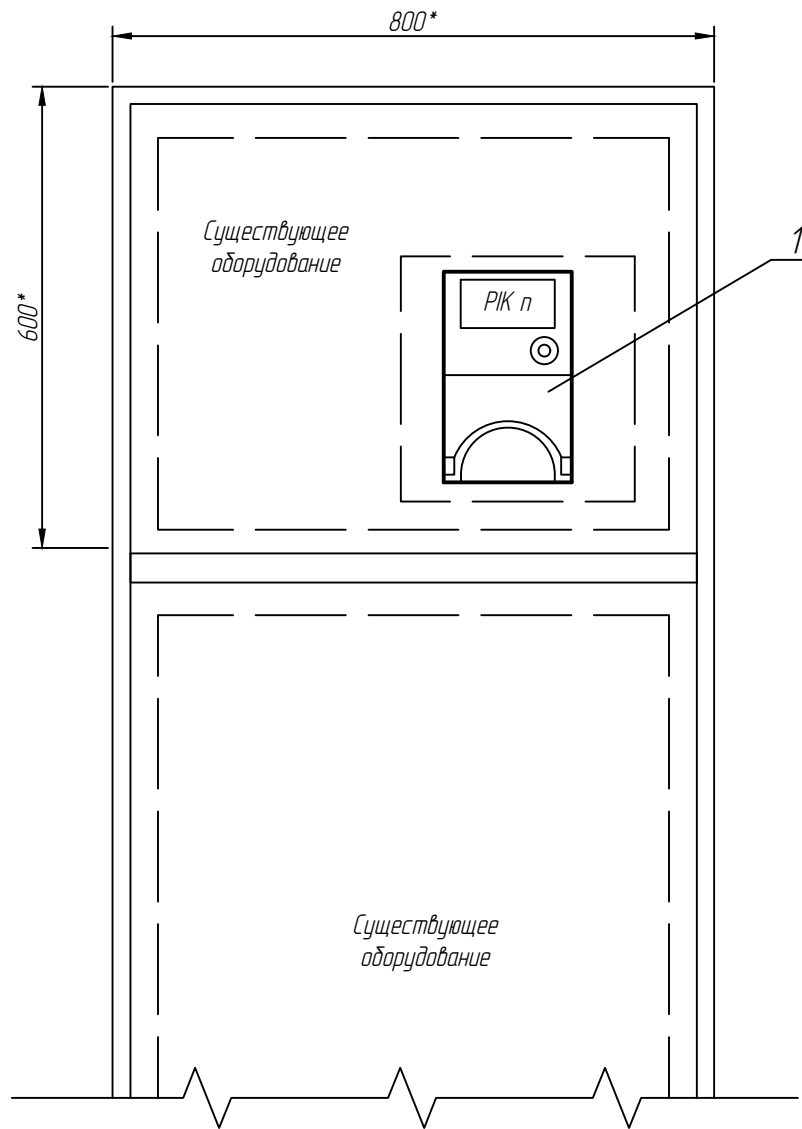 800*
600*
Существующее
оборудование
1
PIK п
Существующее
оборудование